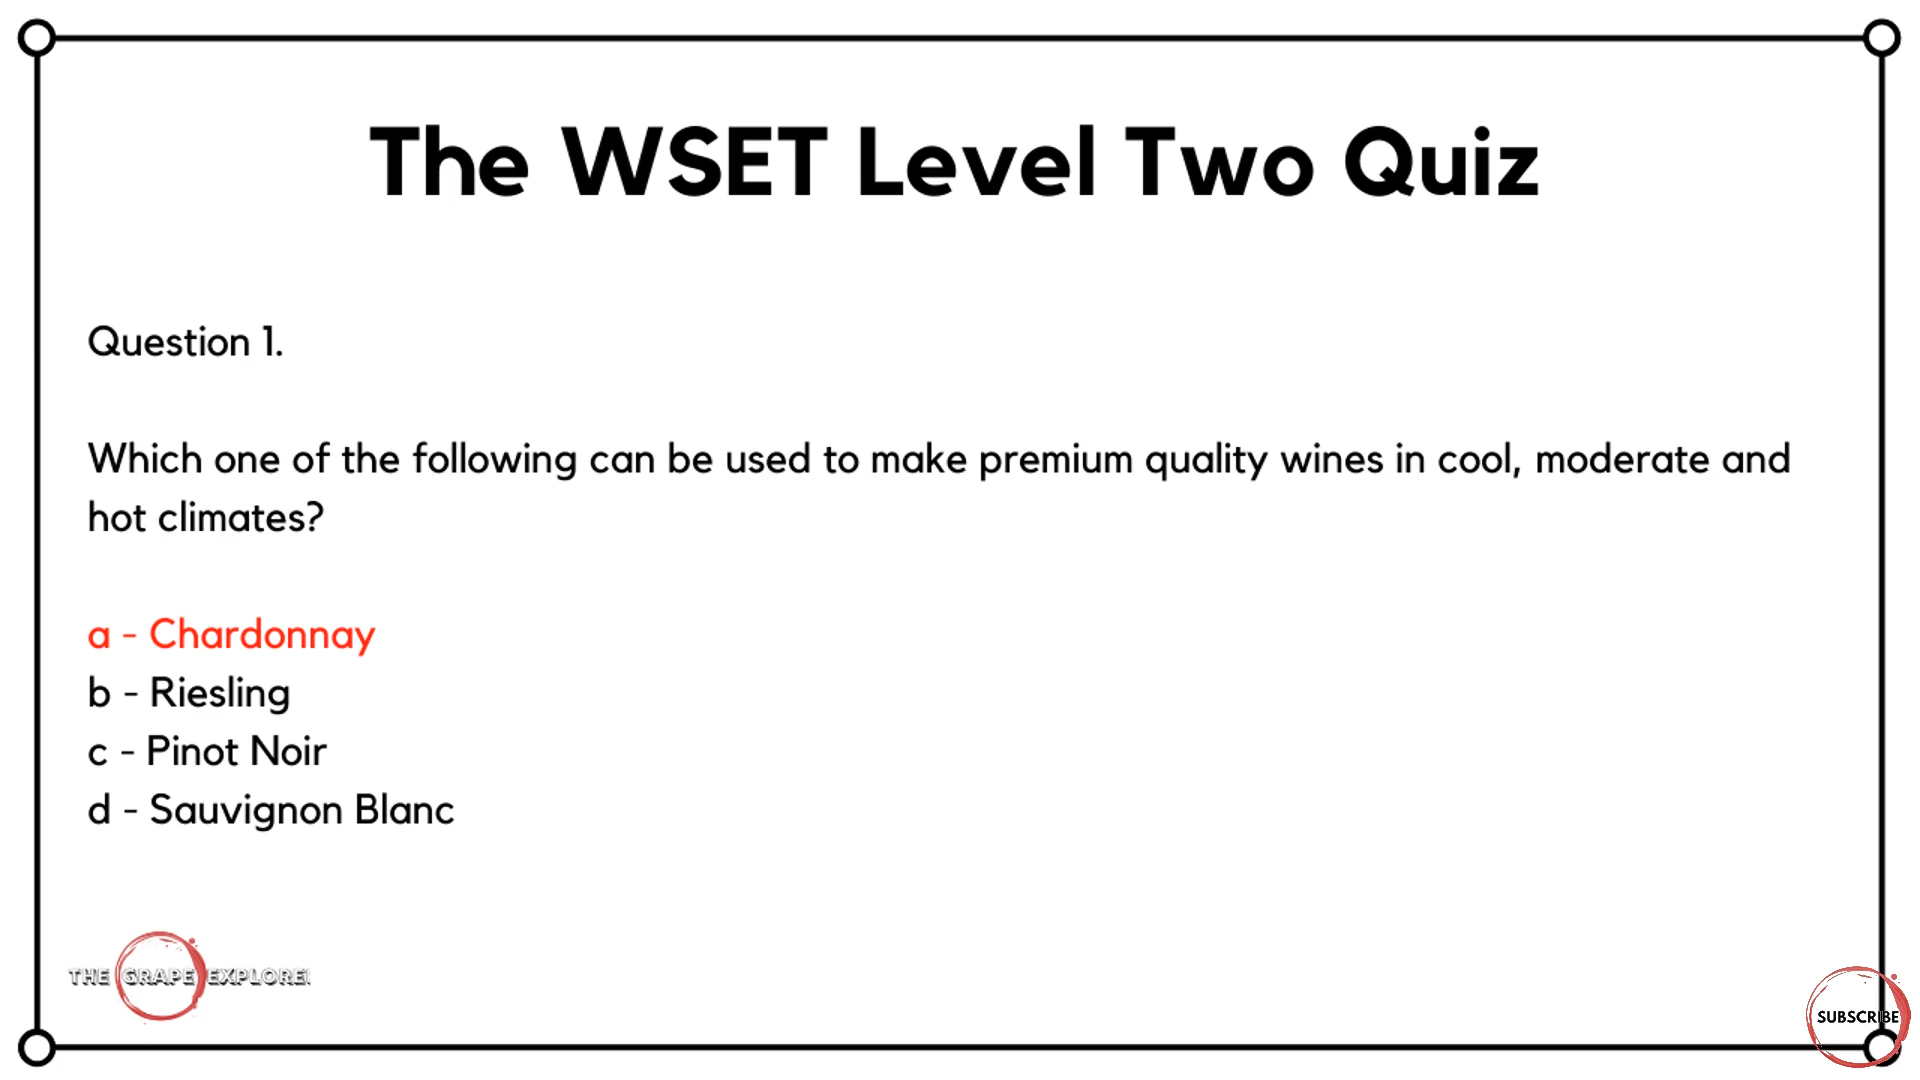 The WSET Level Two Quiz
Question 1.
Which one of the following can be used to make premium quality wines in cool, moderate and
hot climates?
a - Chardonnay
b - Riesling
c - Pinot Noir
d - Sauvignon Blanc
THE GRAPE EXPLORE
SUBSCRIBE